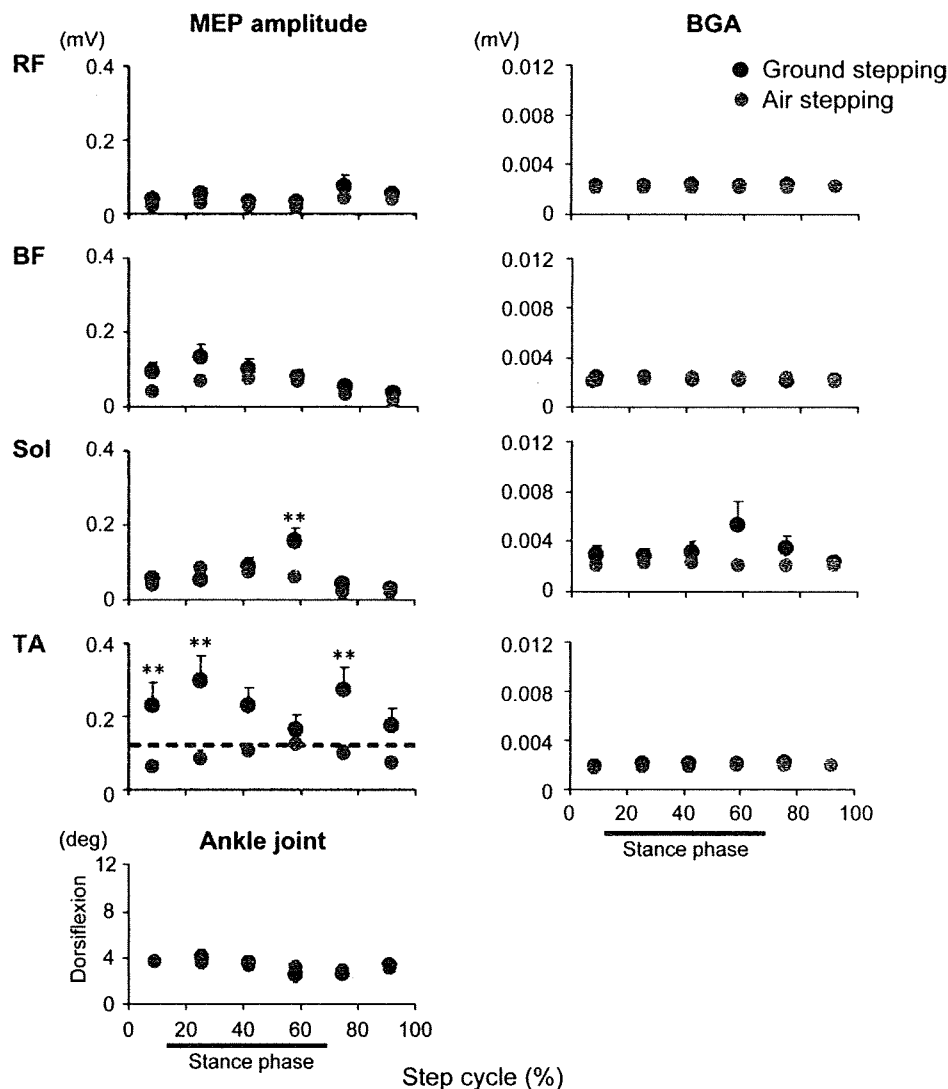 MEP amplitude
BGA
(mV)
(mV)
RF
0.4
0.2
0
0.012
0.008
0.004
0
Ground stepping
Air stepping
BF
0.4
0.2
0
0.012
0.008
0.004
0
Sol
0.4
0.2
0
**
0.012
0.008
0.004
0
TA
0.4
0.2
0
** ** **
0.012
0.008
0.004
0
0 20 40 60 80 100
Stance phase
(deg)
Ankle joint
Dorsiflexion
12
8
4
0
0 20 40 60 80 100
Stance phase
Step cycle (%)